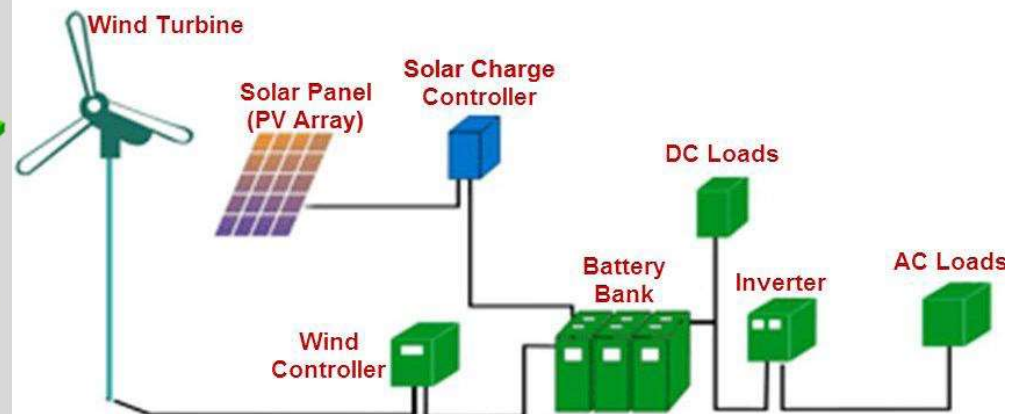 Wind Turbine
Solar Panel
(PV Array)
Solar Charge
Controller
DC Loads
Battery
Bank
Inverter
AC Loads
Wind
Controller